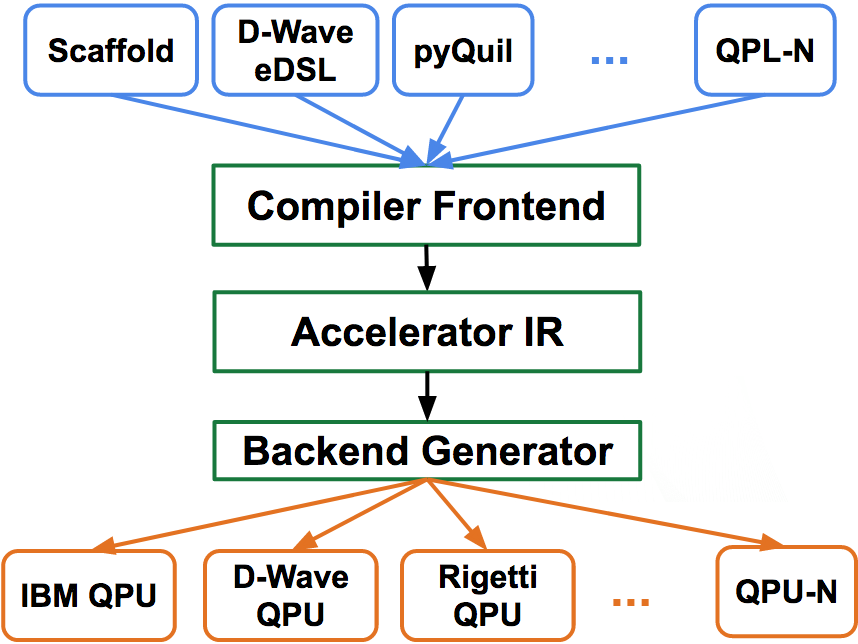 Scaffold
D-Wave
eDSL
pyQuil
...
QPL-N
Compiler Frontend
Accelerator IR
Backend Generator
IBM QPU
D-Wave
QPU
Rigetti
QPU
...
QPU-N